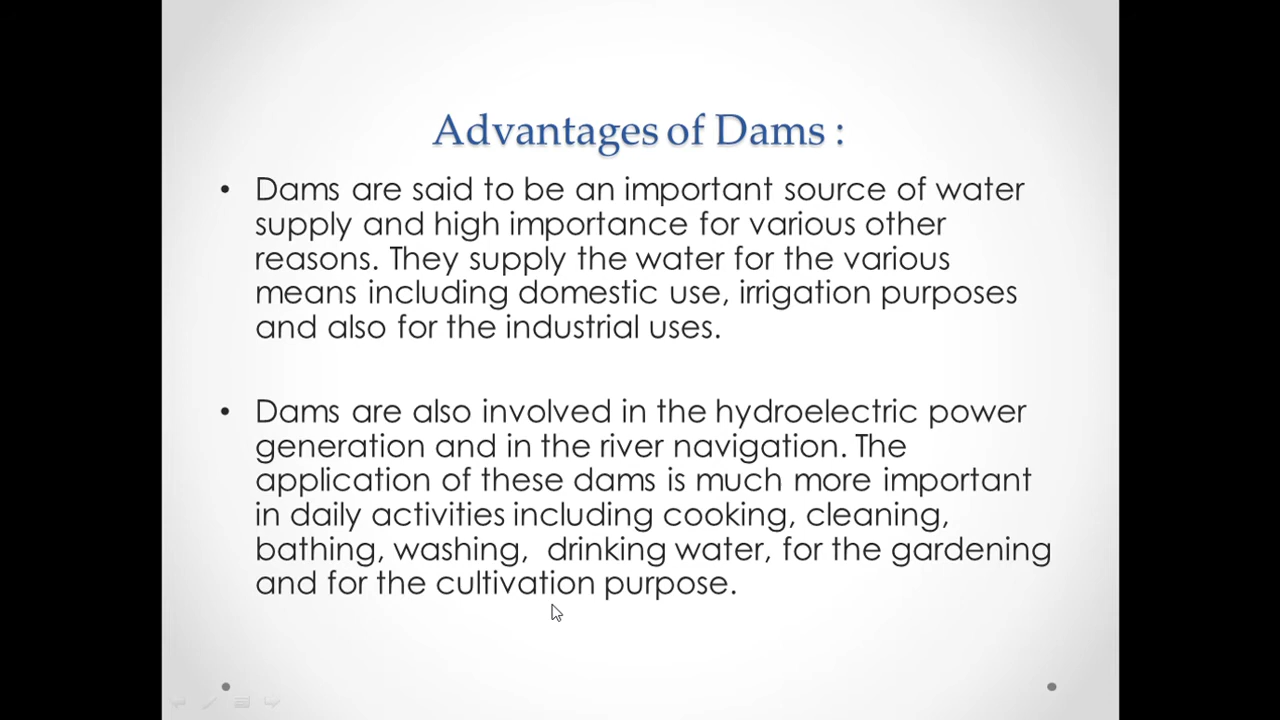 Advantages of Dams :
• Dams are said to be an important source of water
supply and high importance for various other
reasons. They supply the water for the various
means including domestic use, irrigation purposes
and also for the industrial uses.
• Dams are also involved in the hydroelectric power
generation and in the river navigation. The
application of these dams is much more important
in daily activities including cooking, cleaning,
bathing, washing,  drinking water, for the gardening
and for the cultivation purpose.